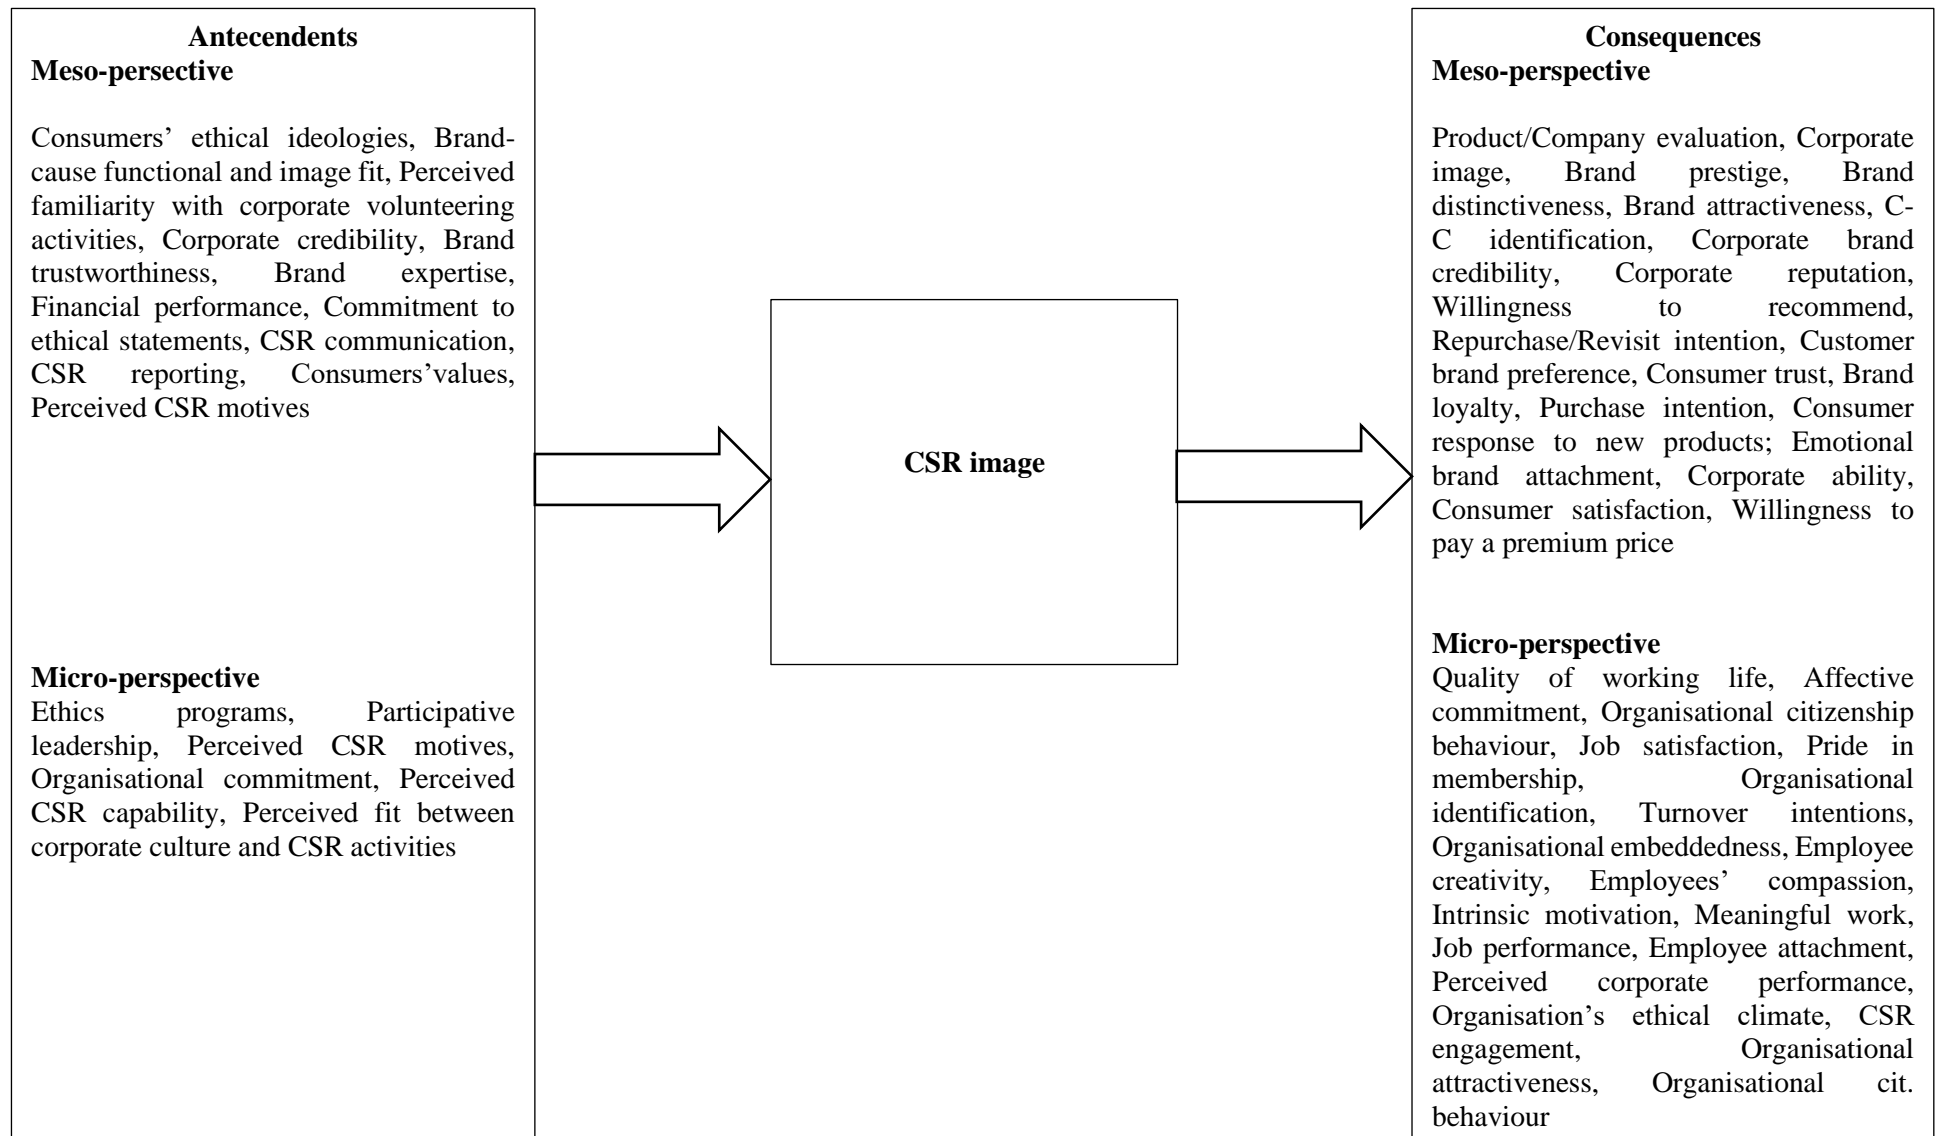 Antecendents
Meso-persective
Consumers’ ethical ideologies, Brand-
cause functional and image fit, Perceived
familiarity with corporate volunteering
activities, Corporate credibility, Brand
trustworthiness, Brand expertise,
Financial performance, Commitment to
ethical statements, CSR communication,
CSR reporting, Consumers’values,
Perceived CSR motives
Micro-perspective
Ethics programs, Participative
leadership, Perceived CSR motives,
Organisational commitment, Perceived
CSR capability, Perceived fit between
corporate culture and CSR activities
CSR image
Consequences
Meso-perspective
Product/Company evaluation, Corporate
image, Brand prestige, Brand
distinctiveness, Brand attractiveness, C-
C identification, Corporate brand
credibility, Corporate reputation,
Willingness to recommend,
Repurchase/Revisit intention, Customer
brand preference, Consumer trust, Brand
loyalty, Purchase intention, Consumer
response to new products; Emotional
brand attachment, Corporate ability,
Consumer satisfaction, Willingness to
pay a premium price
Micro-perspective
Quality of working life, Affective
commitment, Organisational citizenship
behaviour, Job satisfaction, Pride in
membership, Organisational
identification, Turnover intentions,
Organisational embeddedness, Employee
creativity, Employees’ compassion,
Intrinsic motivation, Meaningful work,
Job performance, Employee attachment,
Perceived corporate performance,
Organisation’s ethical climate, CSR
engagement, Organisational
attractiveness, Organisational cit.
behaviour